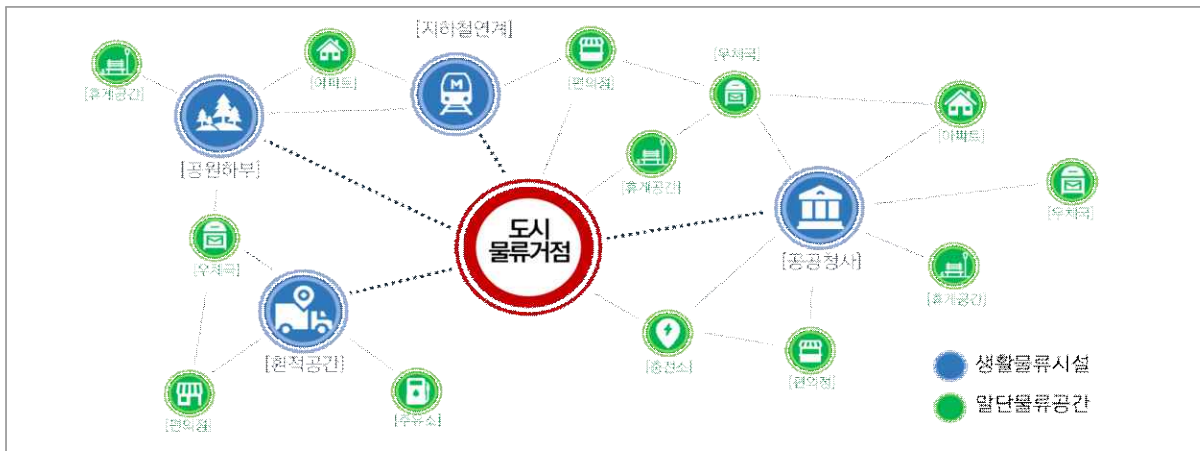 [지하철연계]
[우체국]
[휴게공간]
[아파트]
[편의점]
[공원하부]
[휴게공간]
[아파트]
[우체국]
도시
물류거점
[우체국]
[공공청사]
[휴게공간]
[환적공간]
[충전소]
[편의점]
[편의점]
[주유소]
생활물류시설
말단물류공간
M